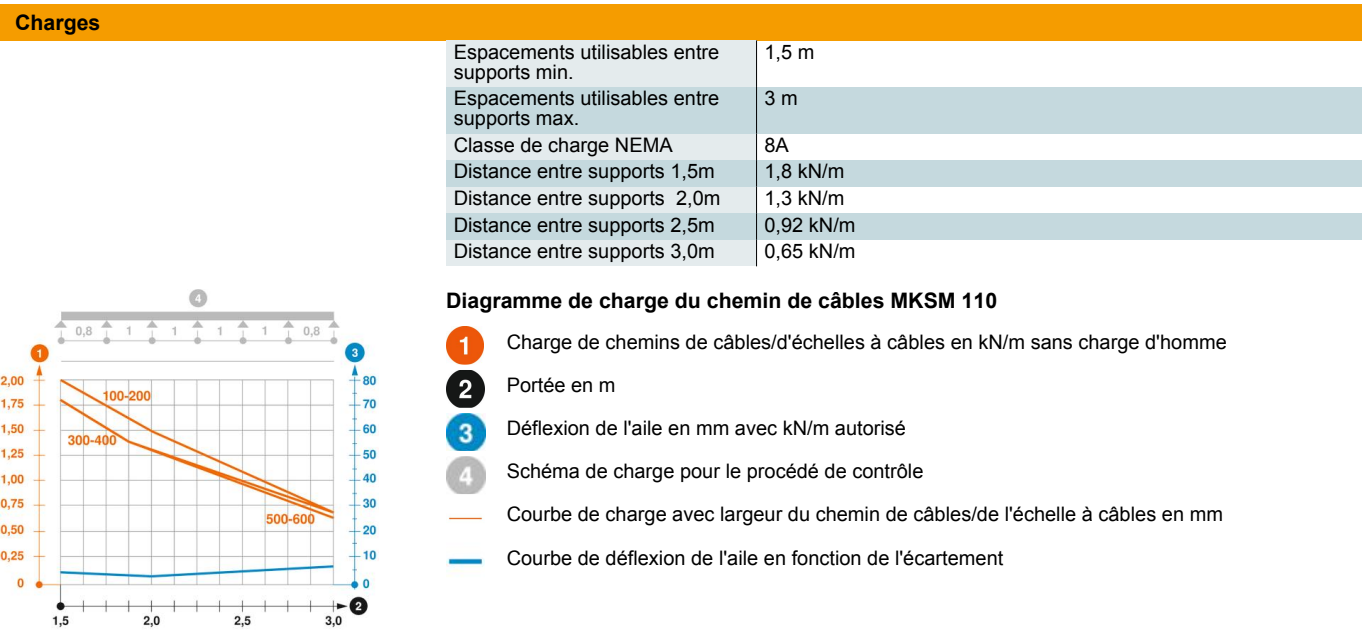 Charges
Espacements utilisables entre
supports min.
1,5 m
Espacements utilisables entre
supports max.
3 m
Classe de charge NEMA
8A
Distance entre supports 1,5m
1,8 kN/m
Distance entre supports 2,0m
1,3 kN/m
Distance entre supports 2,5m
0,92 kN/m
Distance entre supports 3,0m
0,65 kN/m
4
0,8 1 1 1 1 1 0,8
1
3
2,00
1,75
1,50
1,25
1,00
0,75
0,50
0,25
0
100-200
300-400
500-600
80
70
60
50
40
30
20
10
0
2
1,5 2,0 2,5 3,0
Diagramme de charge du chemin de câbles MKSM 110
1 Charge de chemins de câbles/d'échelles à câbles en kN/m sans charge d'homme
2 Portée en m
3 Déflexion de l'aile en mm avec kN/m autorisé
4 Schéma de charge pour le procédé de contrôle
Courbe de charge avec largeur du chemin de câbles/de l'échelle à câbles en mm
Courbe de déflexion de l'aile en fonction de l'écartement